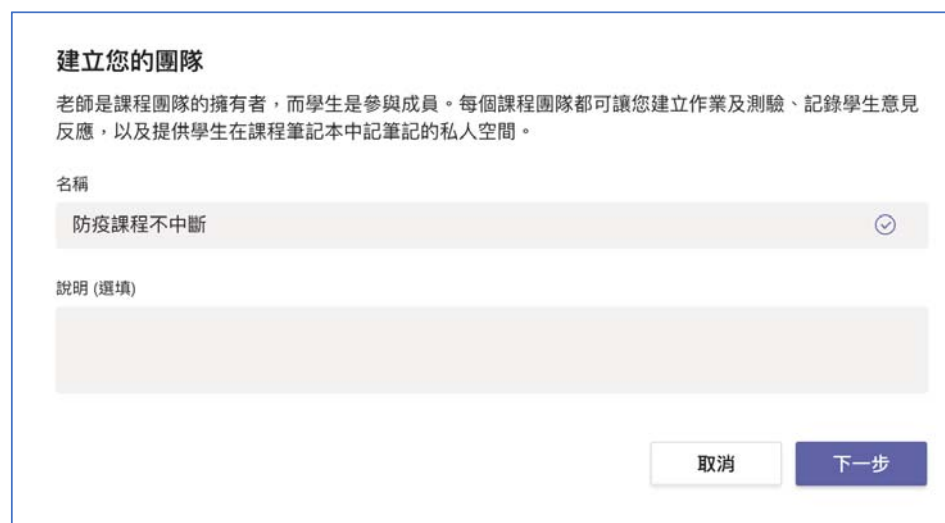 建立您的團隊
老師是課程團隊的擁有者，而學生是參與成員。每個課程團隊都可讓您建立作業及測驗、記錄學生意見
反應，以及提供學生在課程筆記本中記筆記的私人空間。
名稱
防疫課程不中斷
說明 (選填)
取消
下一步